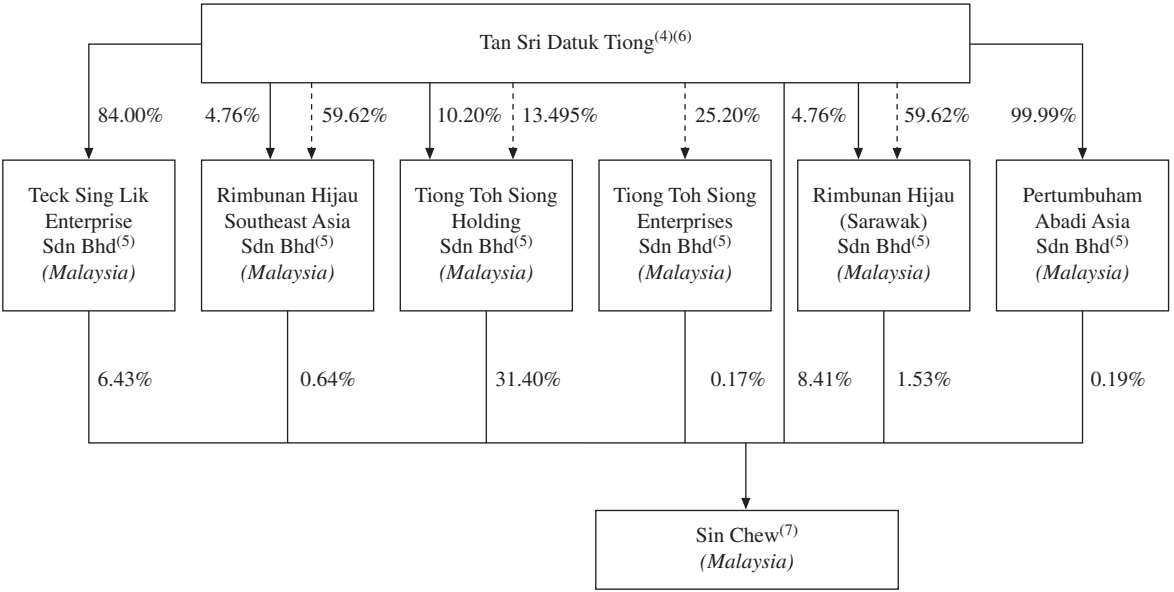 Tan Sri Datuk Tiong(4)(6)
84.00%
4.76%
59.62%
10.20%
13.495%
25.20%
4.76%
59.62%
99.99%
Teck Sing Lik
Enterprise
Sdn Bhd(5)
(Malaysia)
Rimbunan Hijau
Southeast Asia
Sdn Bhd(5)
(Malaysia)
Tiong Toh Siong
Holding
Sdn Bhd(5)
(Malaysia)
Tiong Toh Siong
Enterprises
Sdn Bhd(5)
(Malaysia)
Rimbunan Hijau
(Sarawak)
Sdn Bhd(5)
(Malaysia)
Pertumbuham
Abadi Asia
Sdn Bhd(5)
(Malaysia)
6.43%
0.64%
31.40%
0.17%
8.41%
1.53%
0.19%
Sin Chew(7)
(Malaysia)